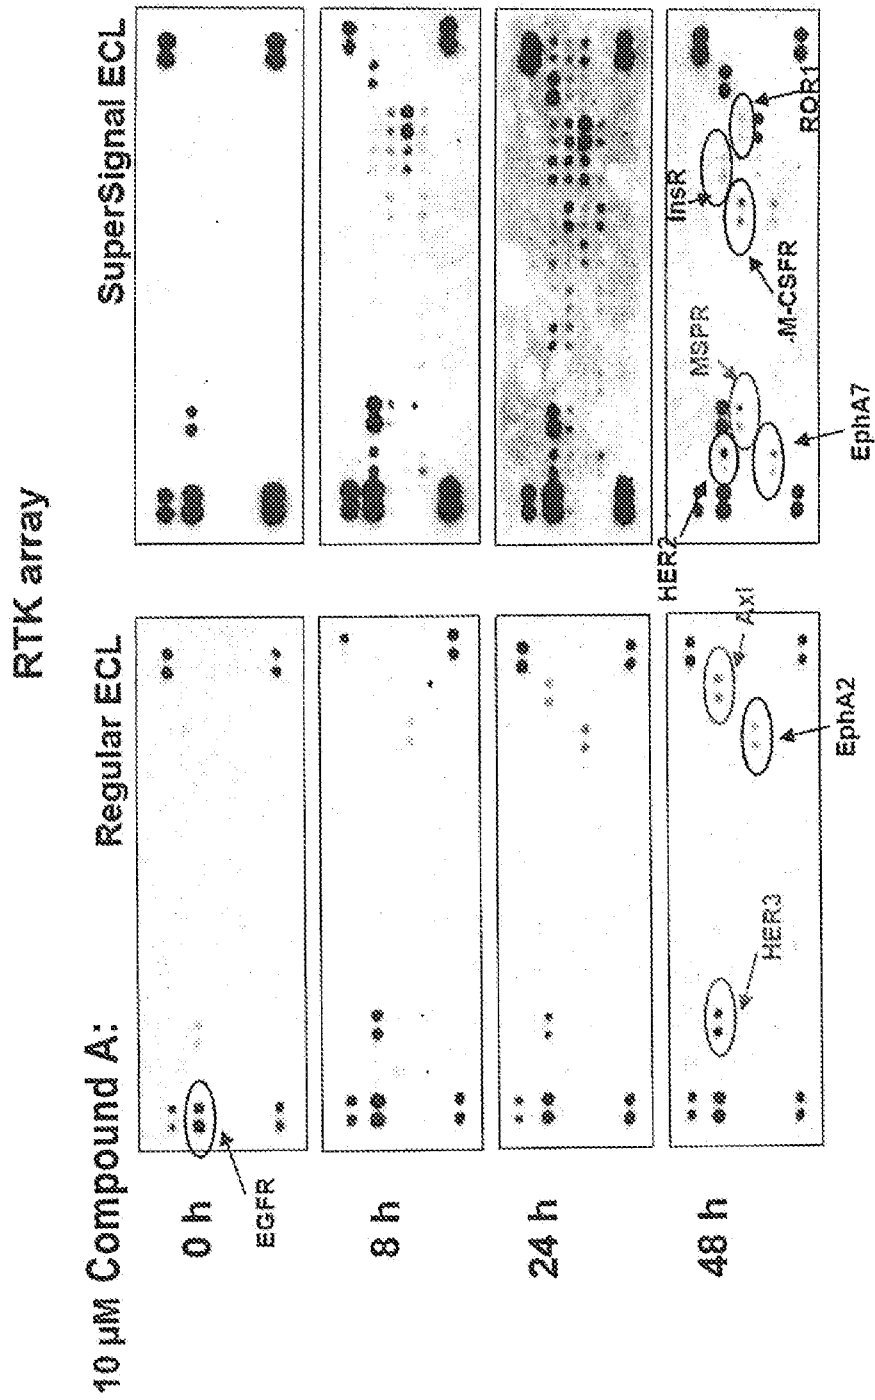 RTK array
10 µM Compound A:
Regular ECL
SuperSignal ECL
0 h
EGFR
8 h
24 h
48 h
HER3
EphA2
Axl
HER2
EphA7
MSPR
M-CSFR
InsR
ROR1